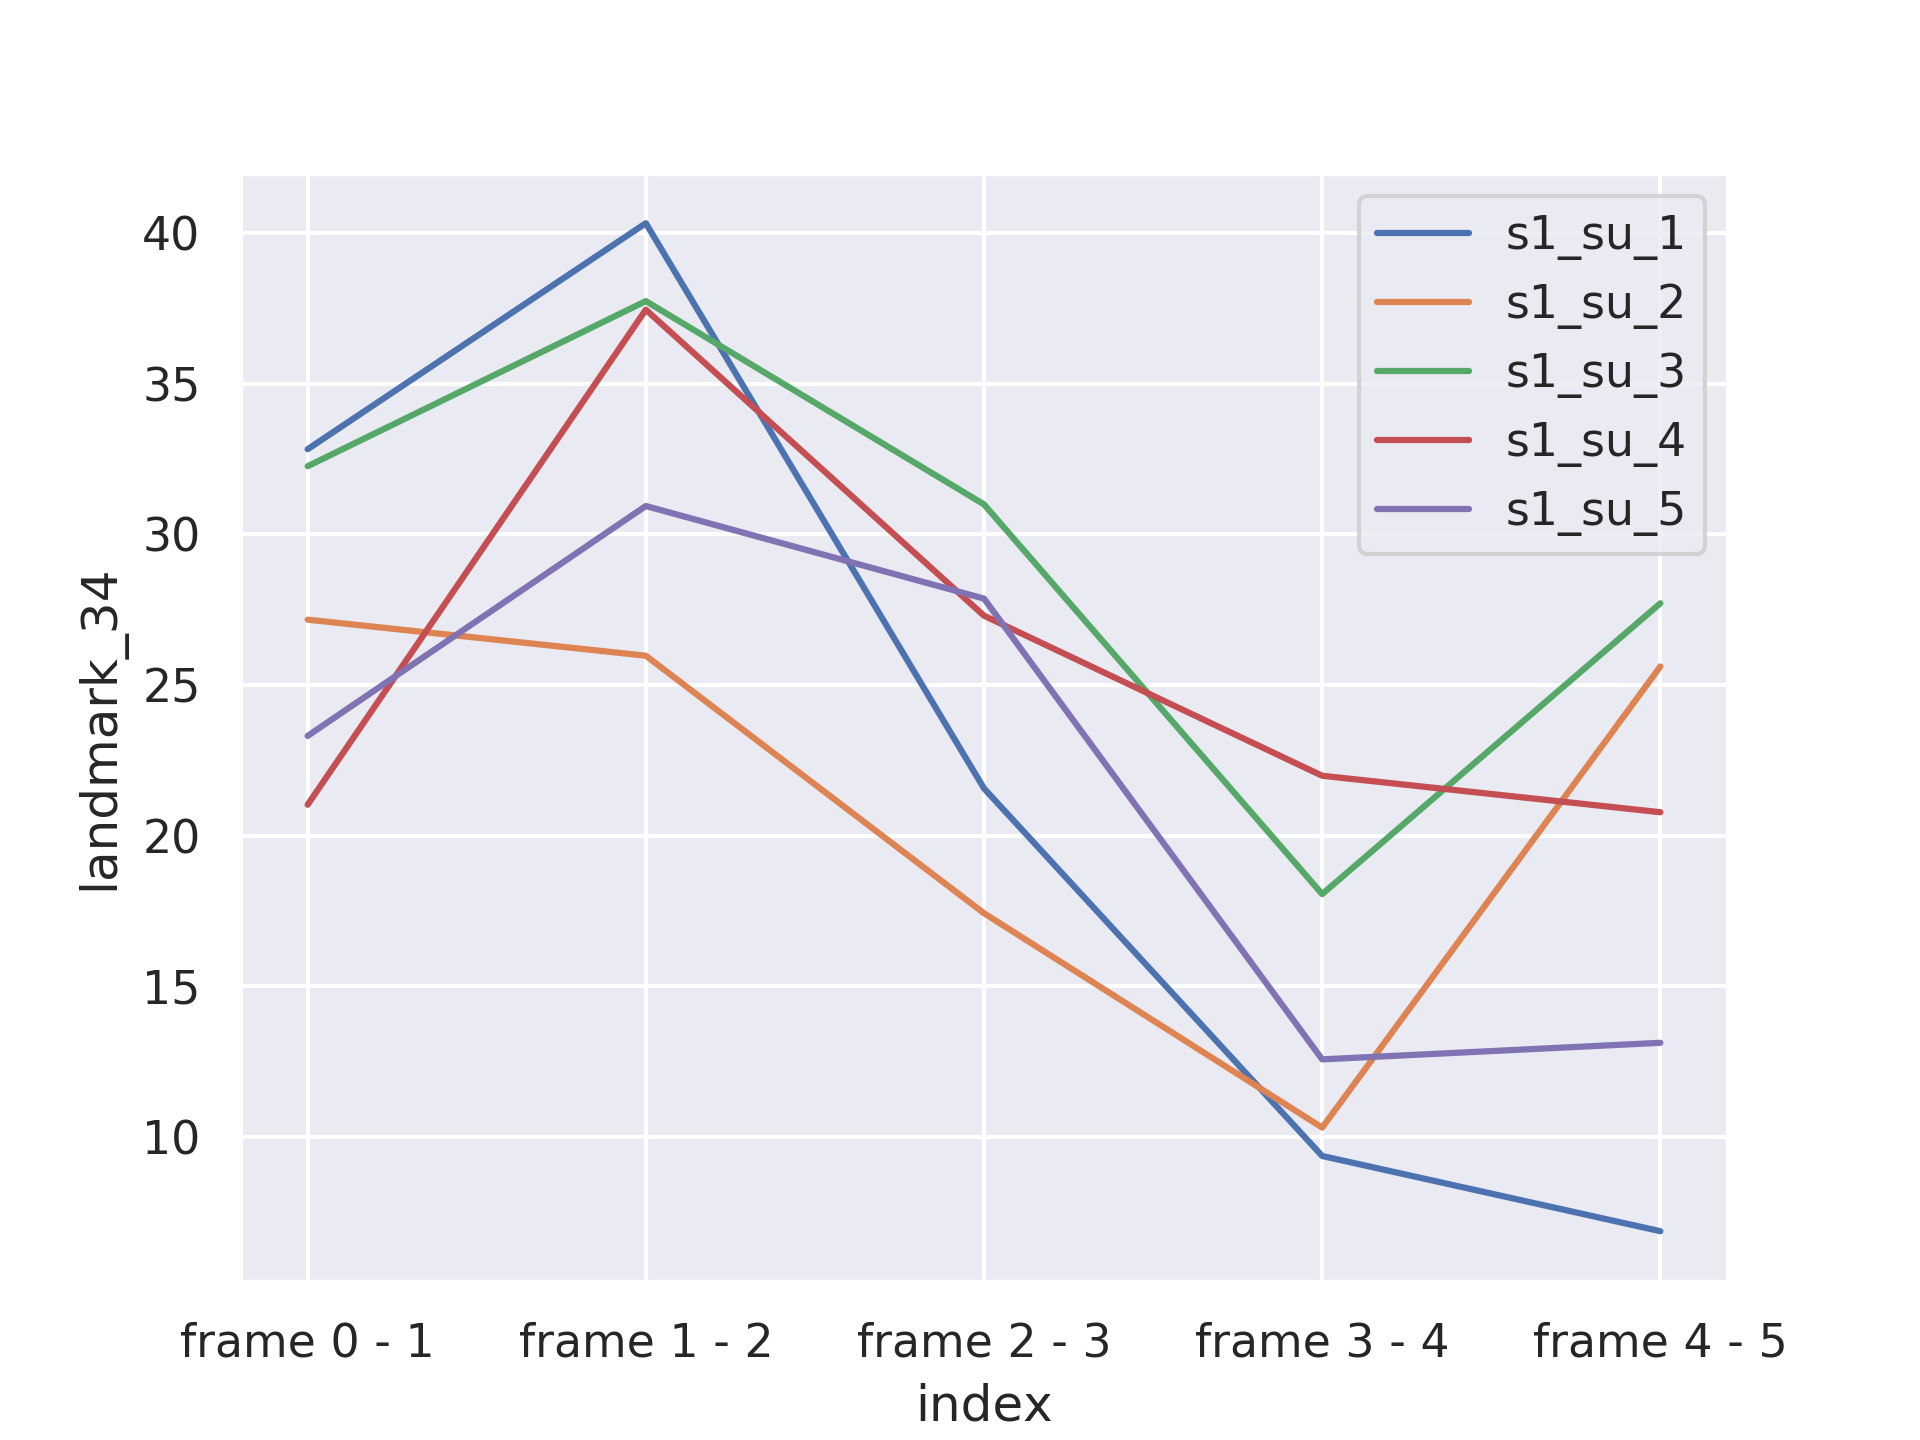 40
35
30
25
20
15
10
landmark_34
s1_su_1
s1_su_2
s1_su_3
s1_su_4
s1_su_5
frame 0 - 1
frame 1 - 2
frame 2 - 3
frame 3 - 4
frame 4 - 5
index